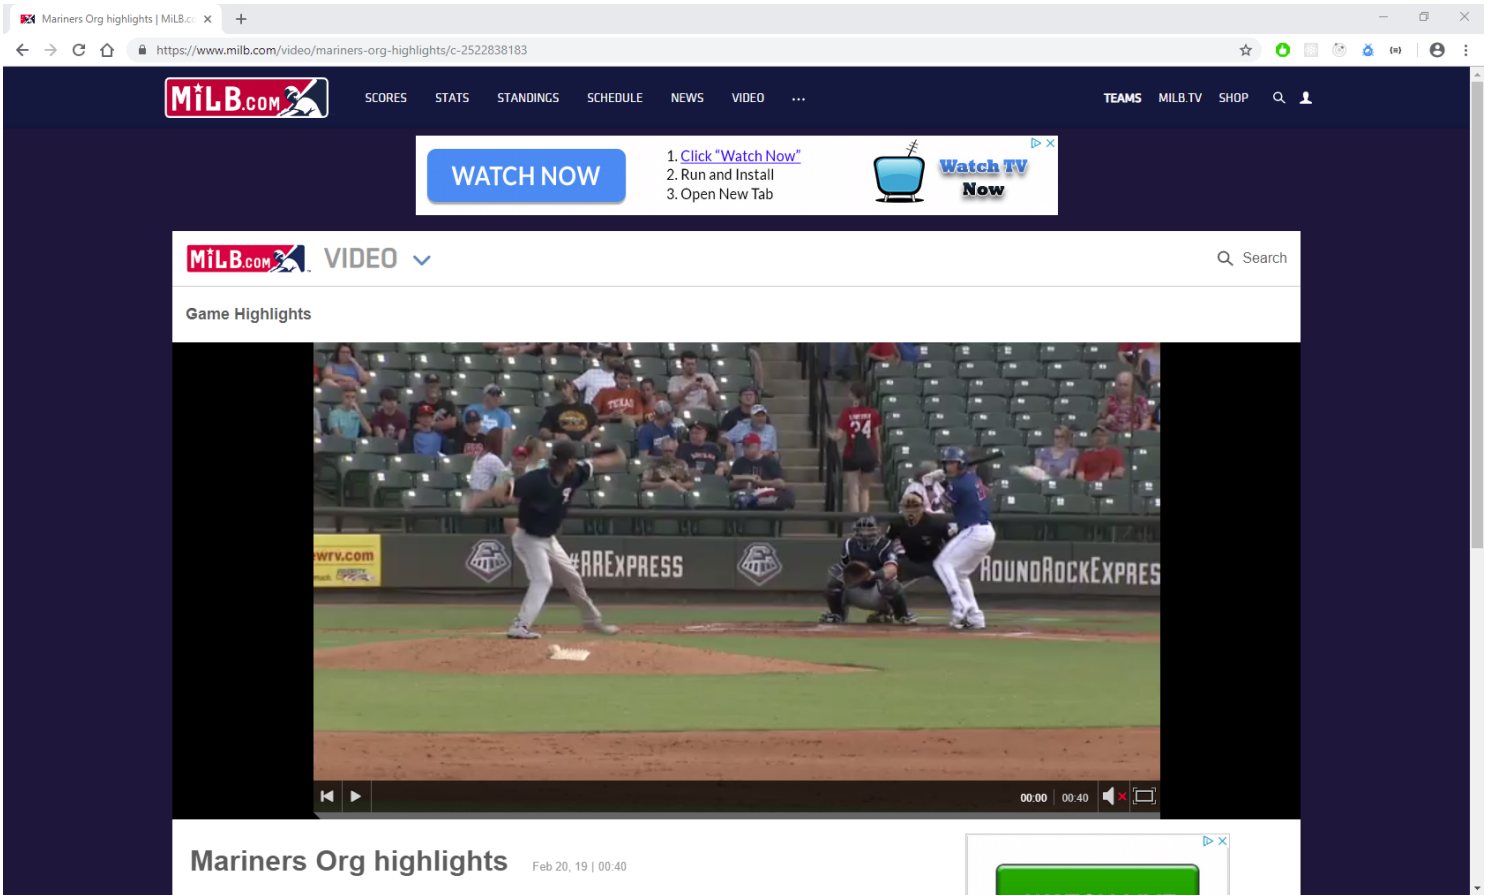 Mariners Org highlights | MiLB.co
https://www.milb.com/video/mariners-org-highlights/c-2522838183
MiLB.COM
SCORES
STATS
STANDINGS
SCHEDULE
NEWS
VIDEO
...
TEAMS
MILB.TV
SHOP
WATCH NOW
1. Click “Watch Now”
2. Run and Install
3. Open New Tab
Watch TV
Now
MiLB.COM
VIDEO
Search
Game Highlights
TEXAS
24
wrv.com
#RREXPRESS
ROUNDROCKEXPRES
00:00 | 00:40
Mariners Org highlights
Feb 20, 19 | 00:40